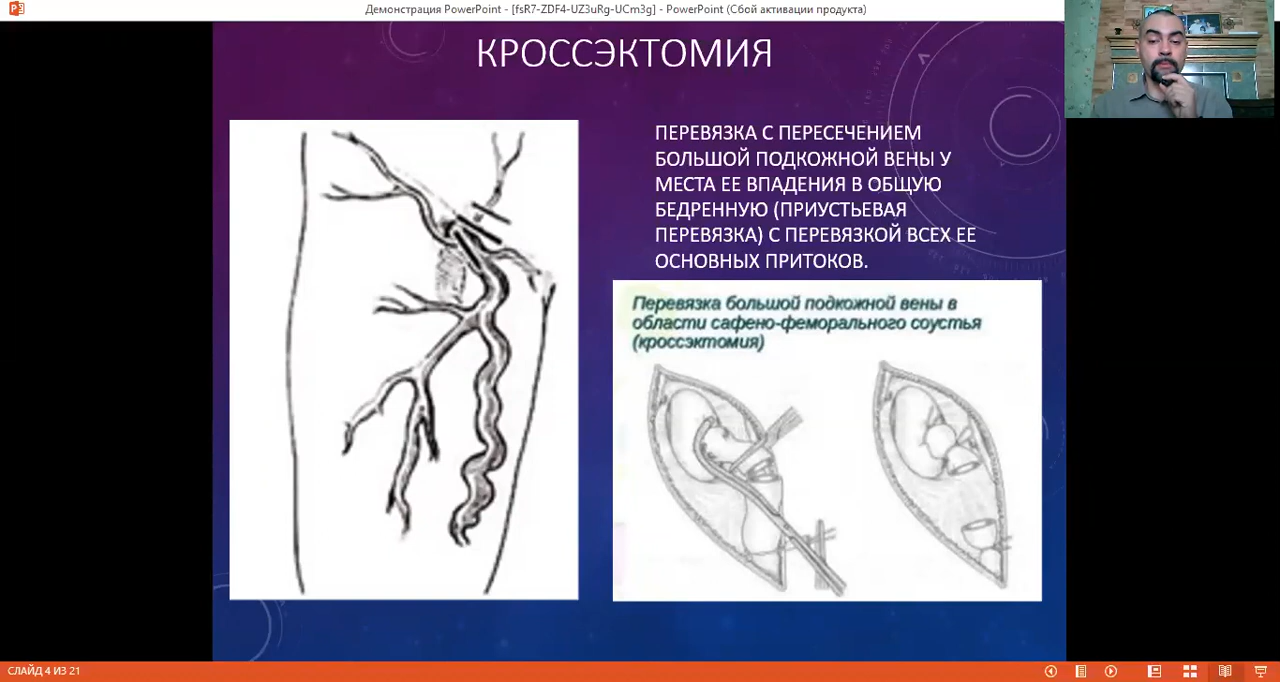 Демонстрация PowerPoint - [fsR7-ZDF4-UZ3uRg-UCm3g] - PowerPoint (Сбой активации продукта)
КРОССЭКТОМИЯ
ПЕРЕВЯЗКА С ПЕРЕСЕЧЕНИЕМ
БОЛЬШОЙ ПОДКОЖНОЙ ВЕНЫ У
МЕСТА ЕЕ ВПАДЕНИЯ В ОБЩУЮ
БЕДРЕННУЮ (ПРИУСТЬЕВАЯ
ПЕРЕВЯЗКА) С ПЕРЕВЯЗКОЙ ВСЕХ ЕЕ
ОСНОВНЫХ ПРИТОКОВ.
Перевязка большой подкожной вены в
области сафено-феморального соустья
(кроссэктомия)
СЛАЙД 4 ИЗ 21